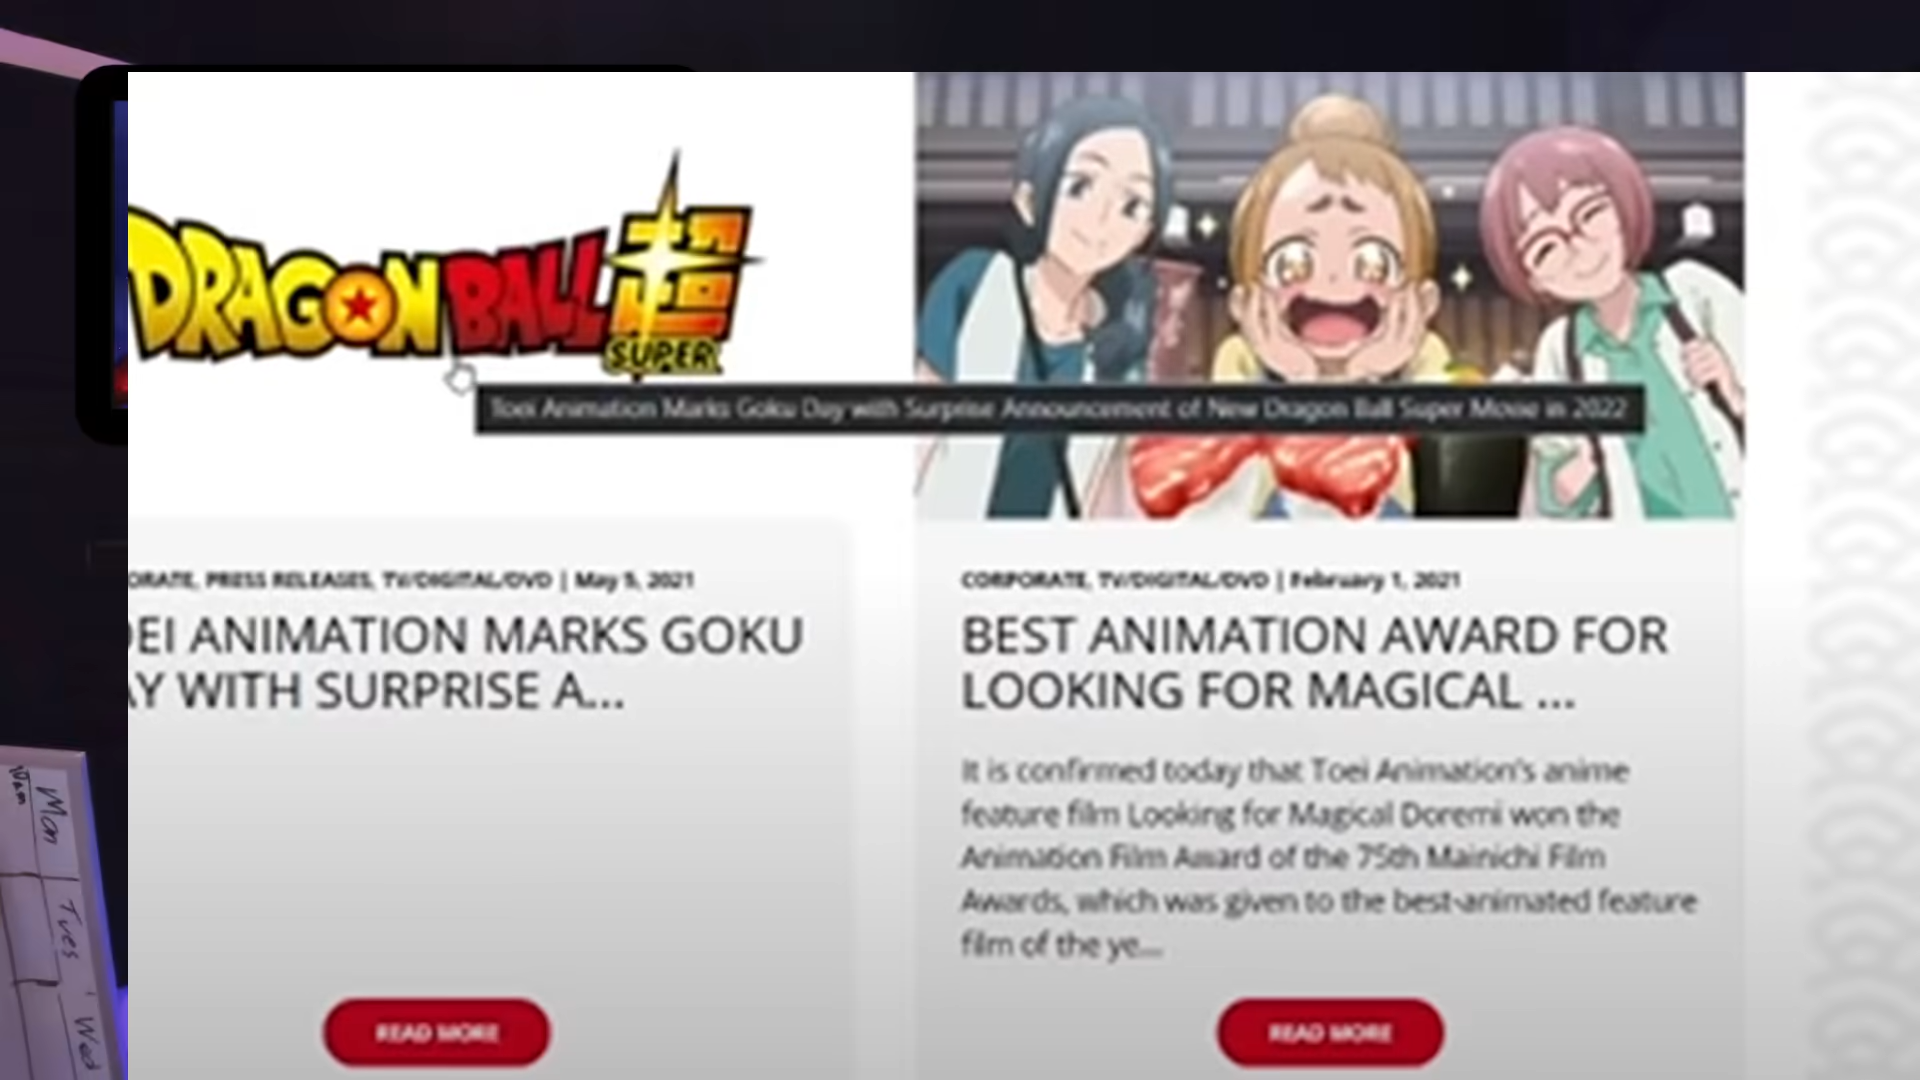 DRAGON BALL 超
SUPER
Toei Animation Marks Goku Day with Surprise Announcement of New Dragon Ball Super Movie in 2022
ORATE, PRESS RELEASES, TV/DIGITAL/DVD | May 9, 2021
OEI ANIMATION MARKS GOKU
AY WITH SURPRISE A...
READ MORE
CORPORATE, TV/DIGITAL/DVD | February 1, 2021
BEST ANIMATION AWARD FOR
LOOKING FOR MAGICAL ...
It is confirmed today that Toei Animation's anime
feature film Looking for Magical Doremi won the
Animation Film Award of the 75th Mainichi Film
Awards, which was given to the best-animated feature
film of the ye...
READ MORE
Mon
Tues
Wed